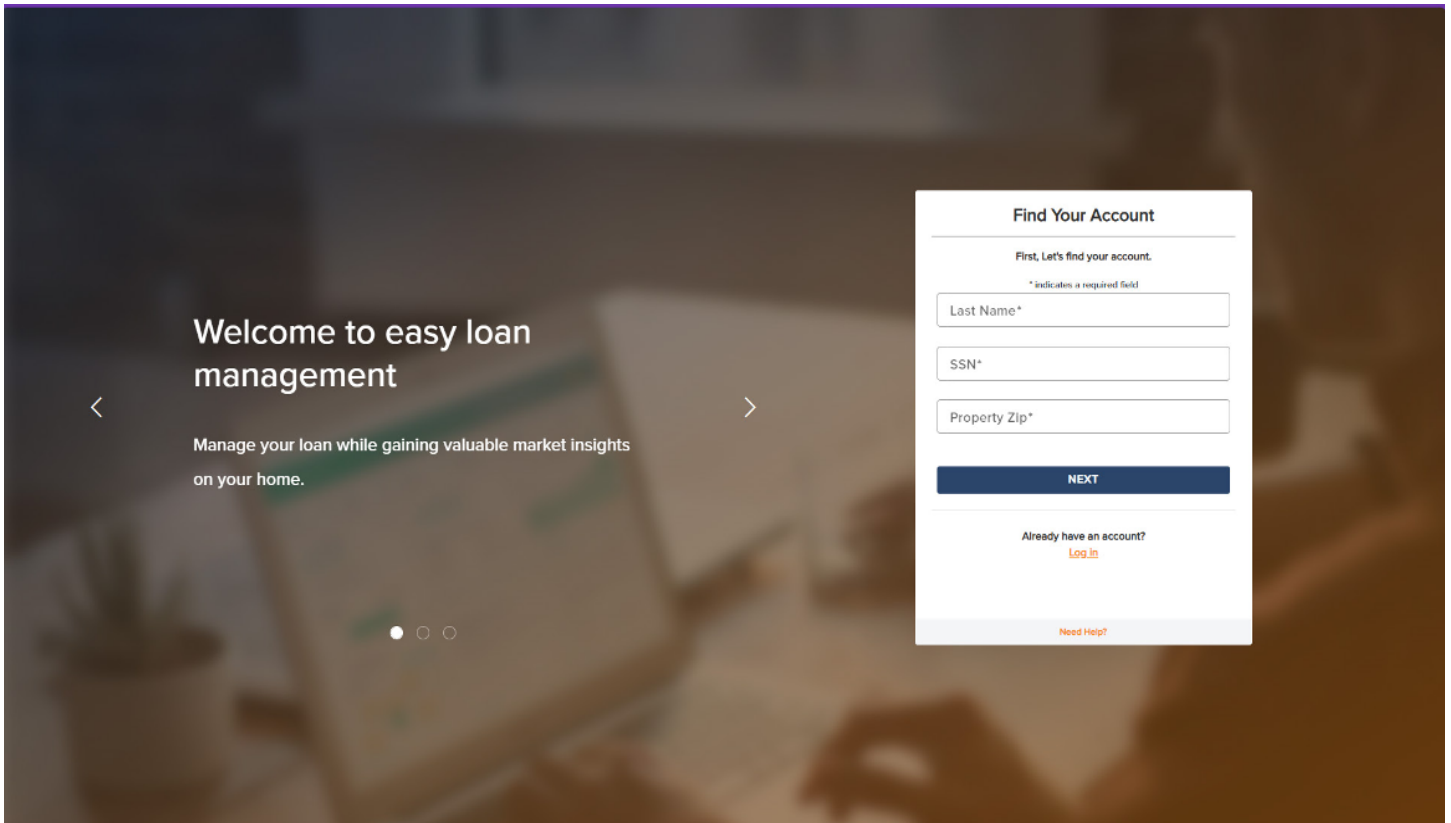 Welcome to easy loan
management
Manage your loan while gaining valuable market insights
on your home.
Find Your Account
First, Let's find your account.
* indicates a required field
Last Name*
SSN*
Property Zip*
NEXT
Already have an account?
Log in
Need Help?